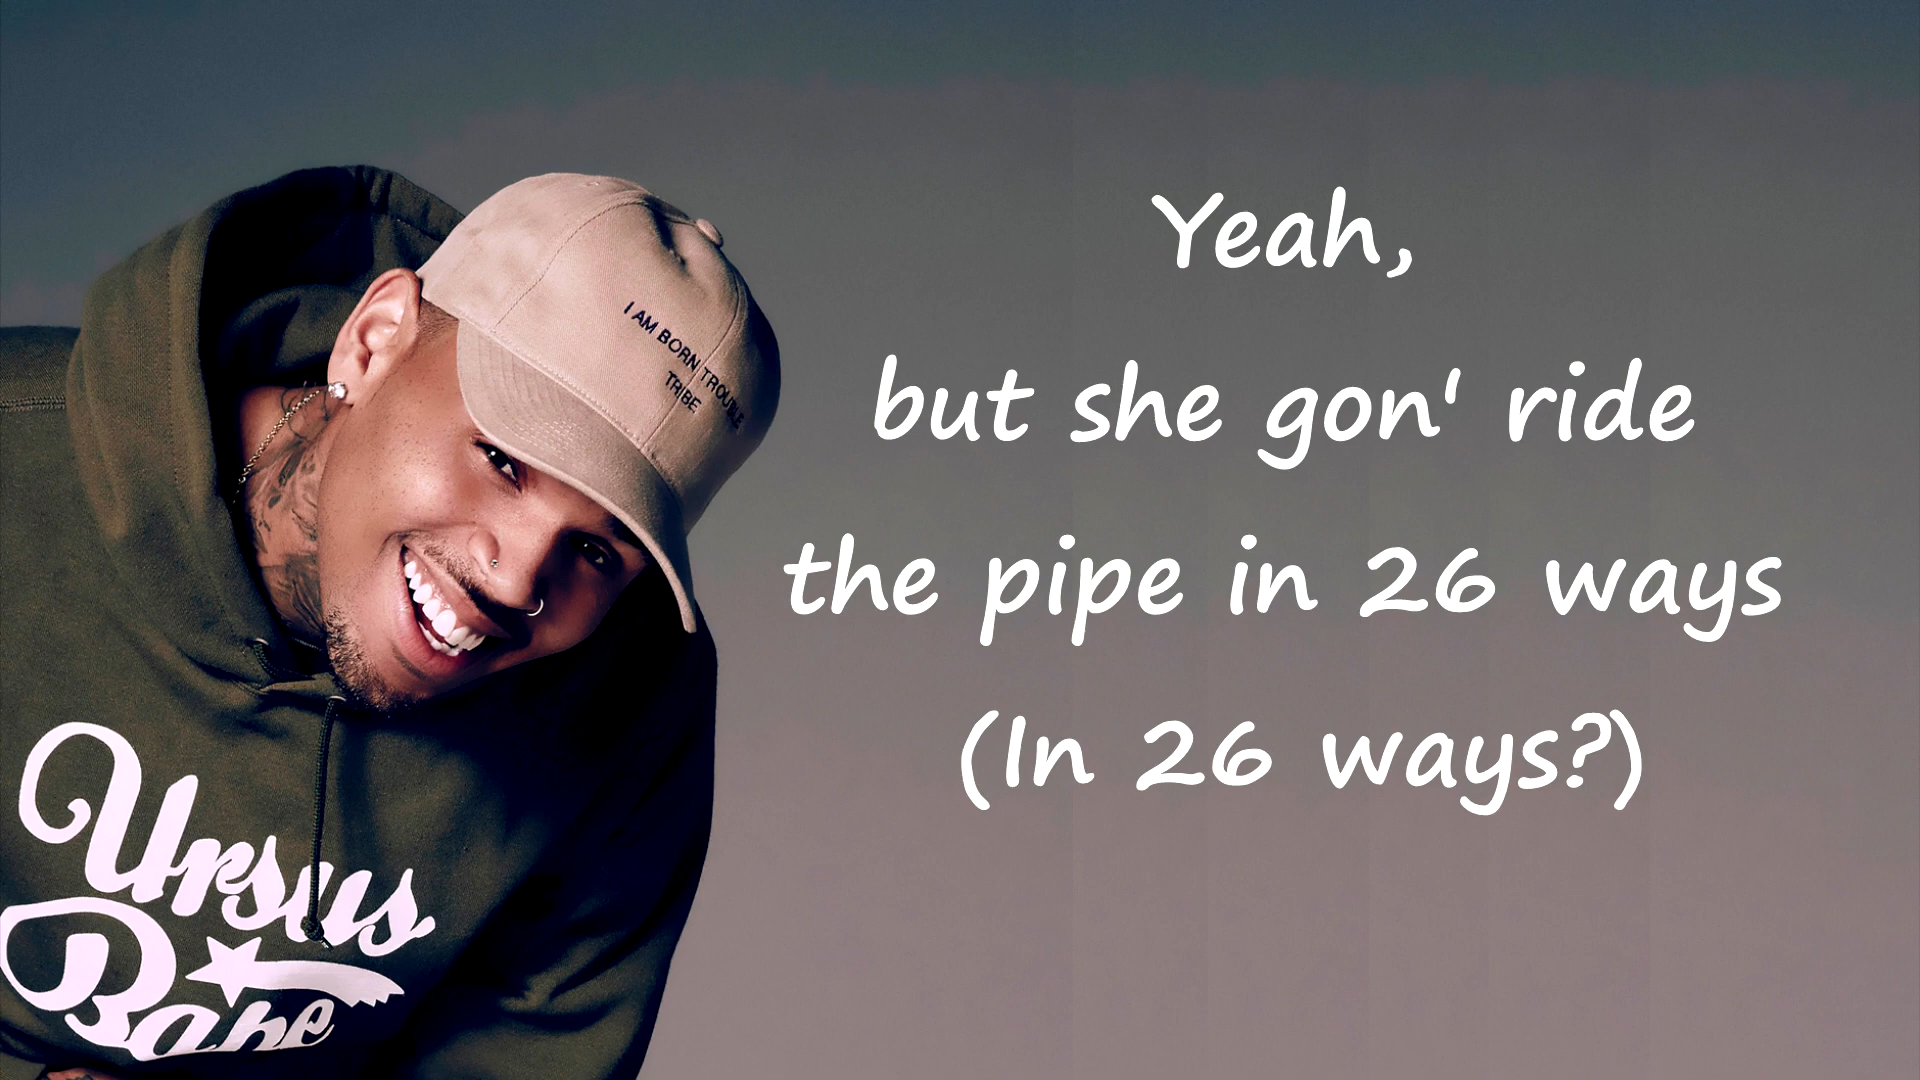 Yeah,
but she gon' ride
the pipe in 26 ways
(In 26 ways?)
I AM BORN TROUBLE
TRIBE
Ursus
Bape